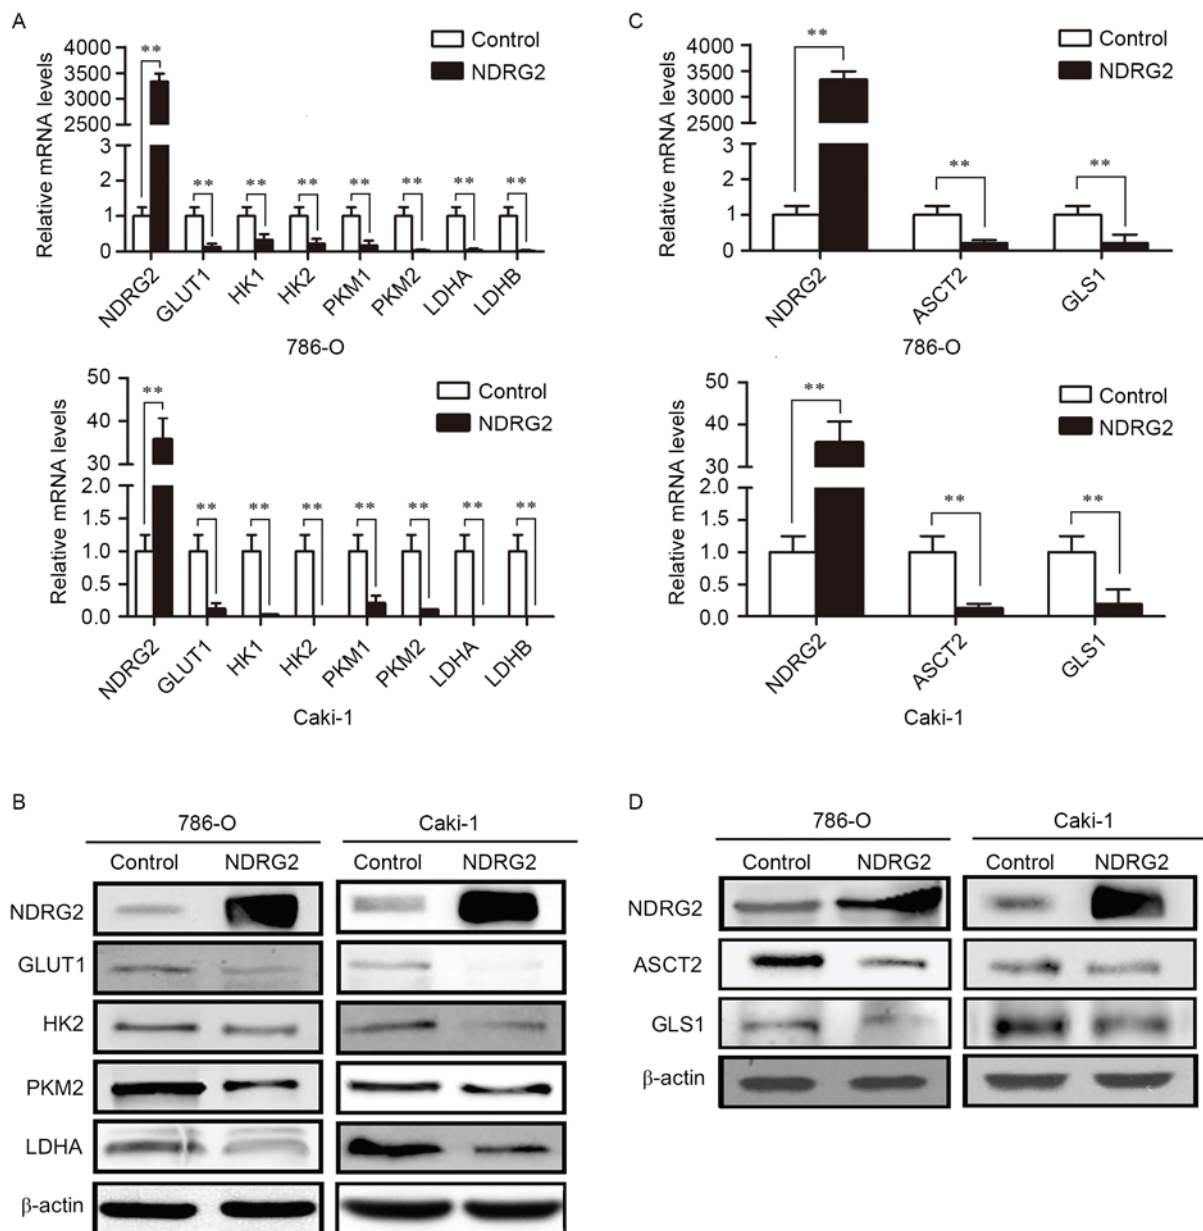 A
Relative mRNA levels
4000
3500
3000
2500
3
2
1
0
**
** ** ** ** ** ** **
Control
NDRG2
NDRG2 GLUT1 HK1 HK2 PKM1 PKM2 LDHA LDHB
786-O
Relative mRNA levels
50
40
30
2.0
1.5
1.0
0.5
0.0
**
** ** ** ** ** ** **
Control
NDRG2
NDRG2 GLUT1 HK1 HK2 PKM1 PKM2 LDHA LDHB
Caki-1
C
Relative mRNA levels
4000
3500
3000
2500
3
2
1
0
**
** **
Control
NDRG2
NDRG2 ASCT2 GLS1
786-O
Relative mRNA levels
50
40
30
2.0
1.5
1.0
0.5
0.0
**
** **
Control
NDRG2
NDRG2 ASCT2 GLS1
Caki-1
B
786-O Caki-1
Control NDRG2 Control NDRG2
NDRG2
GLUT1
HK2
PKM2
LDHA
β-actin
D
786-O Caki-1
Control NDRG2 Control NDRG2
NDRG2
ASCT2
GLS1
β-actin